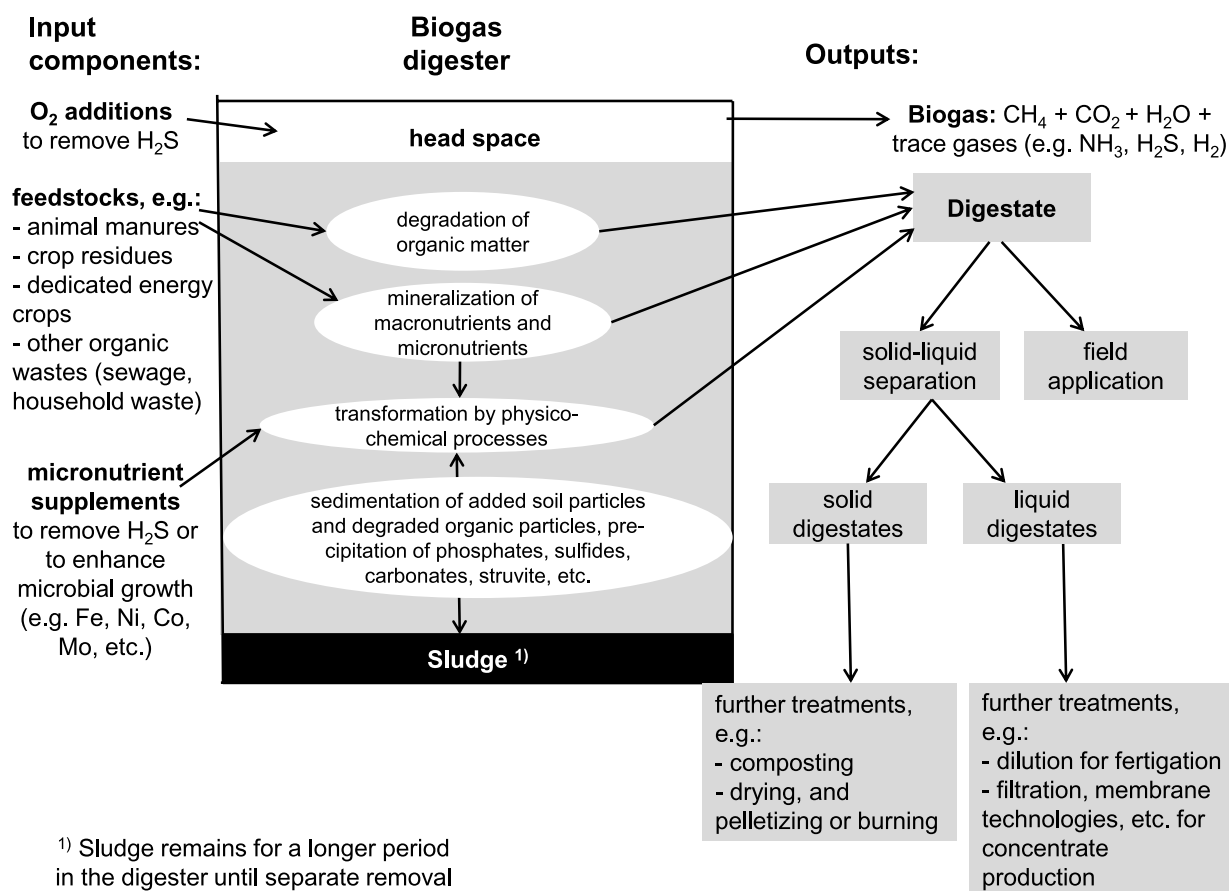 Input
components:
Biogas
digester
Outputs:
O₂ additions
to remove H₂S
feedstocks, e.g.:
- animal manures
- crop residues
- dedicated energy
crops
- other organic
wastes (sewage,
household waste)
micronutrient
supplements
to remove H₂S or
to enhance
microbial growth
(e.g. Fe, Ni, Co,
Mo, etc.)
head space
degradation of
organic matter
mineralization of
macronutrients and
micronutrients
transformation by physico-
chemical processes
sedimentation of added soil particles
and degraded organic particles, pre-
cipitation of phosphates, sulfides,
carbonates, struvite, etc.
Sludge ¹⁾
Biogas: CH₄ + CO₂ + H₂O +
trace gases (e.g. NH₃, H₂S, H₂)
Digestate
solid-liquid
separation
field
application
solid
digestates
liquid
digestates
further treatments,
e.g.:
- composting
- drying, and
pelletizing or burning
further treatments,
e.g.:
- dilution for fertigation
- filtration, membrane
technologies, etc. for
concentrate
production
¹⁾ Sludge remains for a longer period
in the digester until separate removal